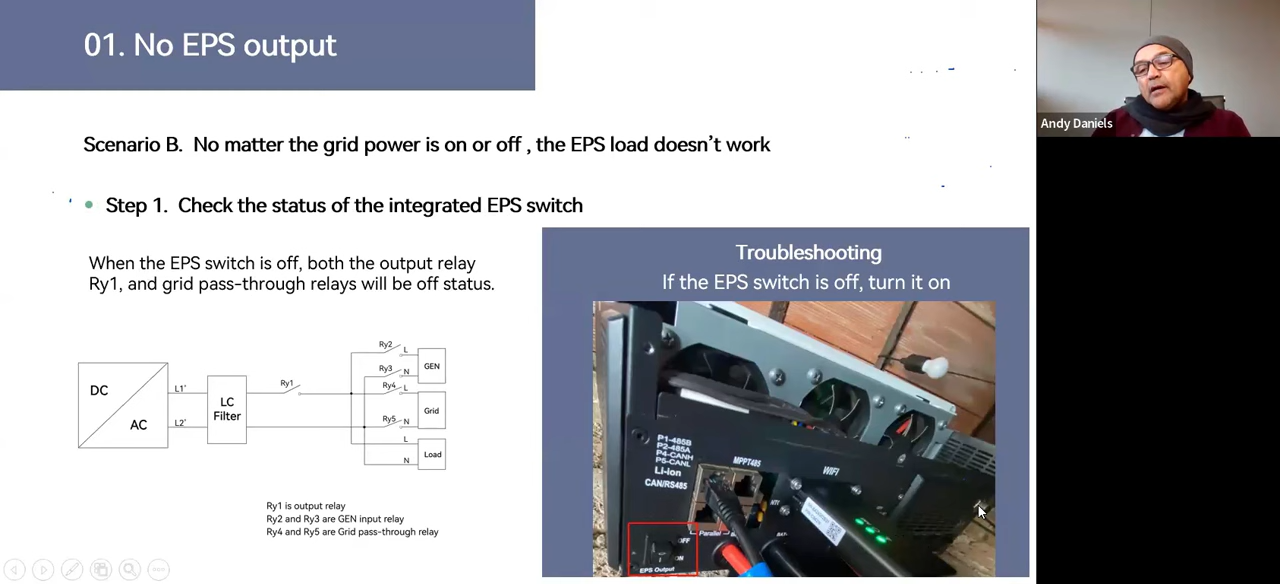 01. No EPS output
Andy Daniels
Scenario B. No matter the grid power is on or off , the EPS load doesn’t work
Step 1. Check the status of the integrated EPS switch
When the EPS switch is off, both the output relay
Ry1, and grid pass-through relays will be off status.
Troubleshooting
If the EPS switch is off, turn it on
DC
AC
L1'
L2'
LC
Filter
Ry1
Ry2
L
Ry3
N
GEN
Ry4
L
Ry5
N
Grid
L
N
Load
Ry1 is output relay
Ry2 and Ry3 are GEN input relay
Ry4 and Ry5 are Grid pass-through relay
P1-485B
P2-485A
P4-CANH
P5-CANL
Li-ion
CAN/RS485
MPPT485
WIFI
Parallel
OFF
ON
EPS Output